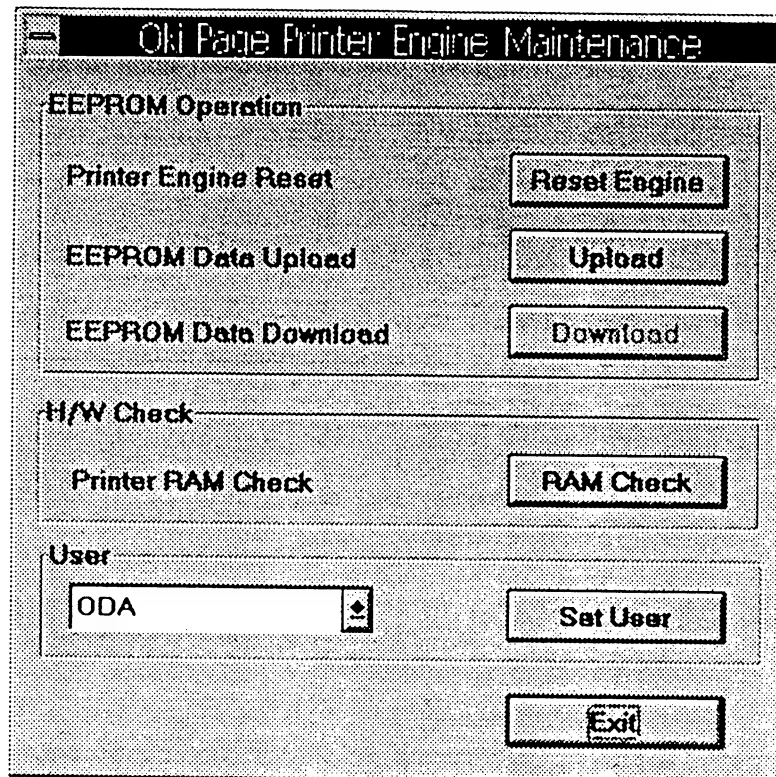 Oki Page Printer Engine Maintenance
EEPROM Operation
Printer Engine Reset Reset Engine
EEPROM Data Upload Upload
EEPROM Data Download Download
H/W Check
Printer RAM Check RAM Check
User
ODA Set User
Exit